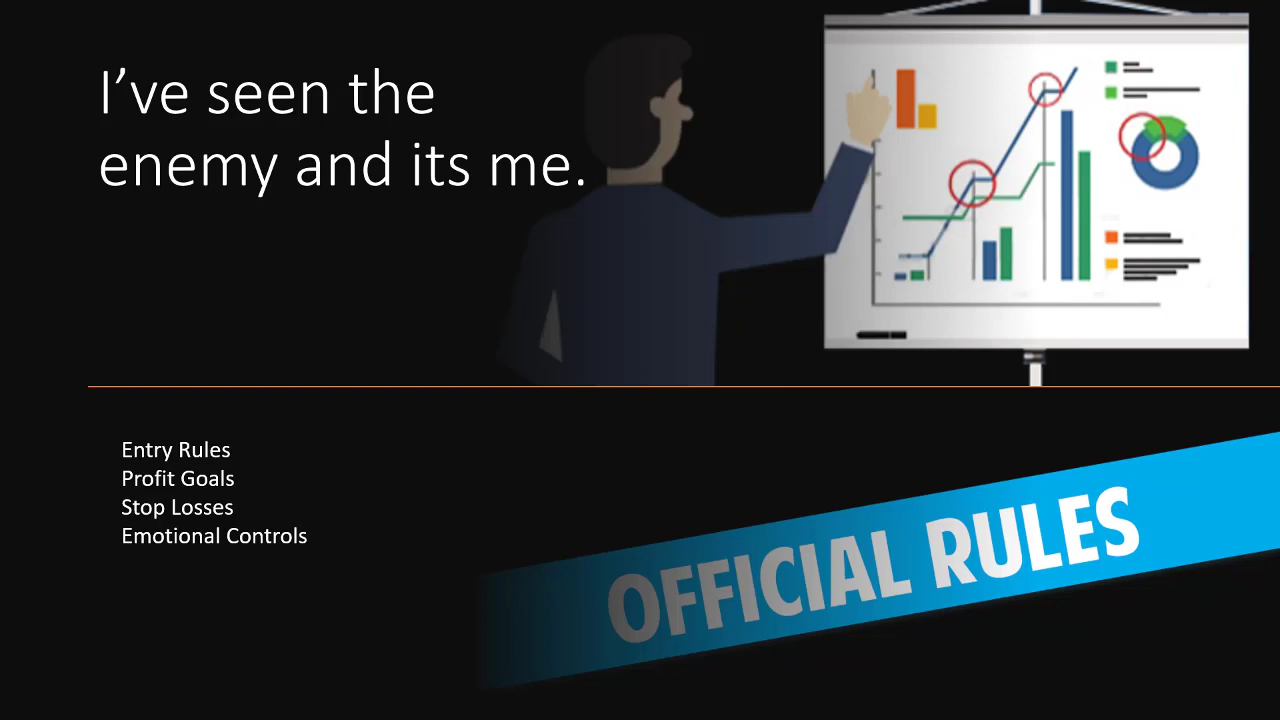 I’ve seen the
enemy and its me.
Entry Rules
Profit Goals
Stop Losses
Emotional Controls
OFFICIAL RULES